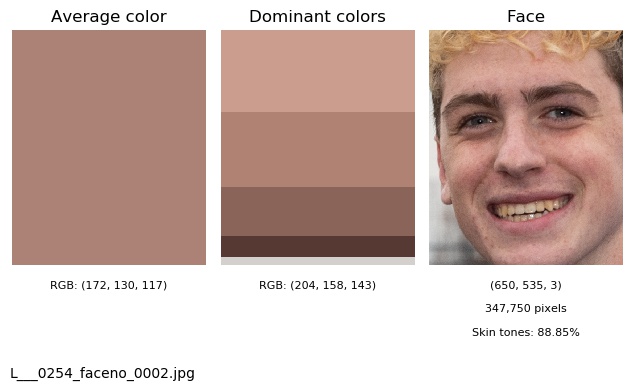 Average color
Dominant colors
Face
RGB: (172, 130, 117)
RGB: (204, 158, 143)
(650, 535, 3)
347,750 pixels
Skin tones: 88.85%
L___0254_faceno_0002.jpg